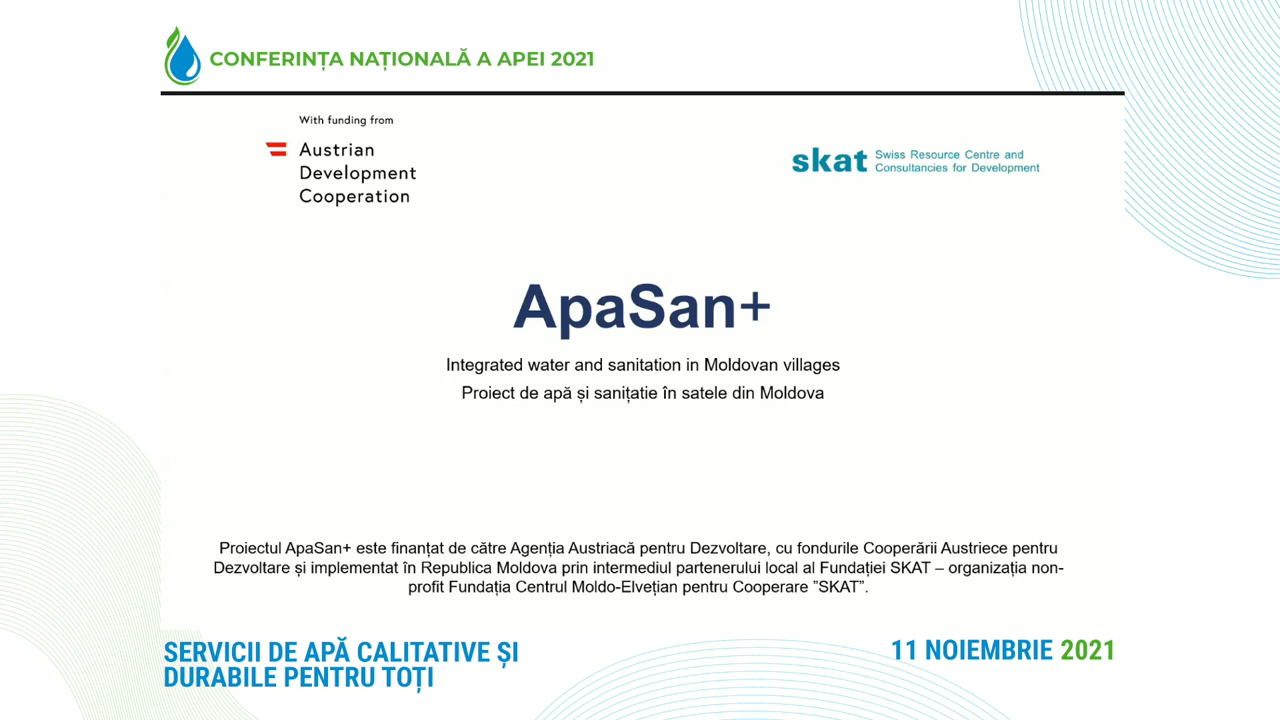 CONFERINȚA NAȚIONALĂ A APEI 2021
With funding from
Austrian
Development
Cooperation
skat
Swiss Resource Centre and
Consultancies for Development
ApaSan+
Integrated water and sanitation in Moldovan villages
Proiect de apă și sanițatie în satele din Moldova
Proiectul ApaSan+ este finanțat de către Agenția Austriacă pentru Dezvoltare, cu fondurile Cooperării Austriece pentru
Dezvoltare și implementat în Republica Moldova prin intermediul partenerului local al Fundației SKAT – organizația non-
profit Fundația Centrul Moldo-Elvețian pentru Cooperare ”SKAT”.
SERVICII DE APĂ CALITATIVE ȘI
DURABILE PENTRU TOȚI
11 NOIEMBRIE 2021